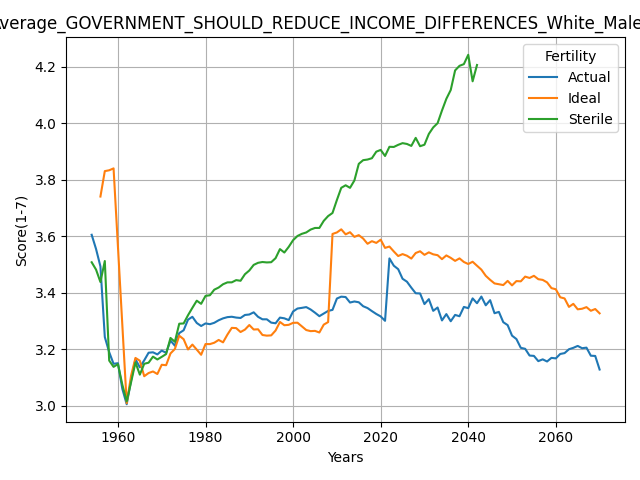 Average_GOVERNMENT_SHOULD_REDUCE_INCOME_DIFFERENCES_White_Male
Fertility
Actual
Ideal
Sterile
Score(1-7)
4.2
4.0
3.8
3.6
3.4
3.2
3.0
1960 1980 2000 2020 2040 2060
Years